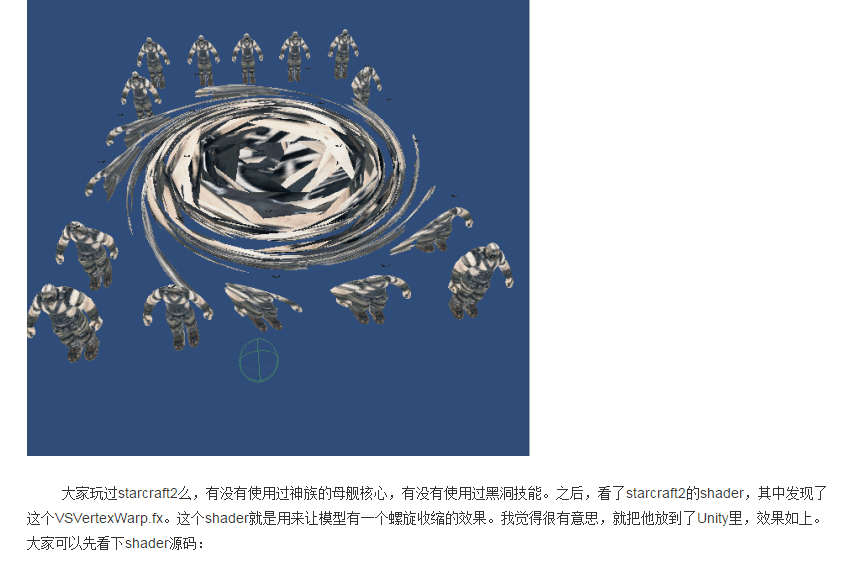 大家玩过starcraft2么，有没有使用过神族的母舰核心，有没有使用过黑洞技能。之后，看了starcraft2的shader，其中发现了
这个VSVertexWarp.fx。这个shader就是用来让模型有一个螺旋收缩的效果。我觉得很有意思，就把他放到了Unity里，效果如上。
大家可以先看下shader源码：